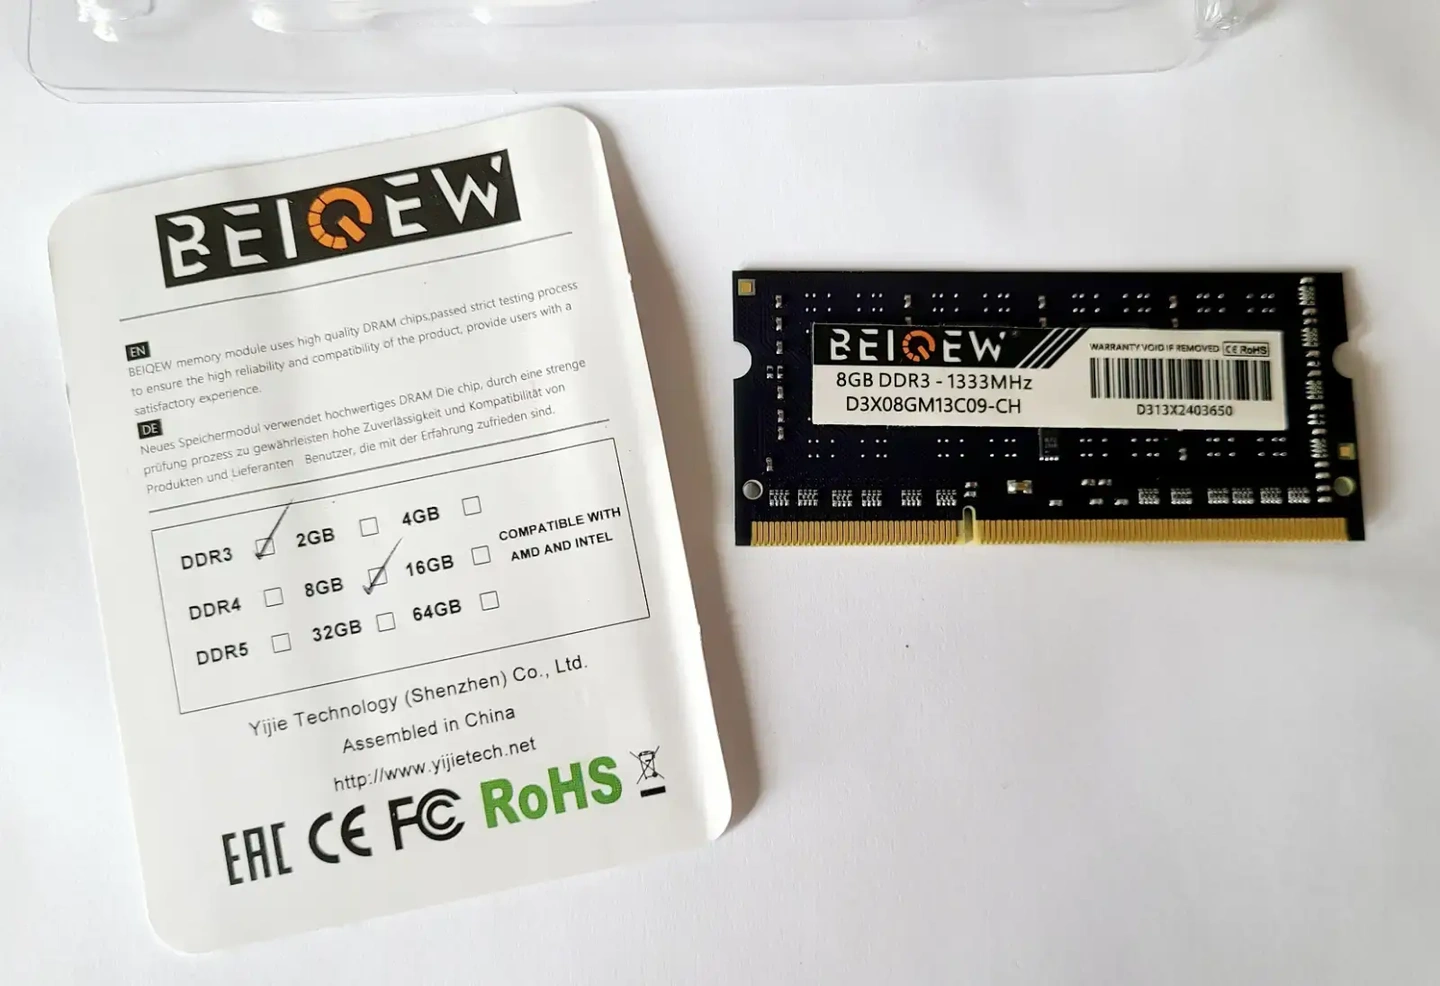 BEIQEW
EN
BEIQEW memory module uses high quality DRAM chips,passed strict testing process
to ensure the high reliability and compatibility of the product, provide users with a
satisfactory experience.
DE
Neues Speichermodul verwendet hochwertiges DRAM Die chip, durch eine strenge
prüfung prozess zu gewährleisten hohe Zuverlässigkeit und Kompatibilität von
Produkten und Lieferanten Benutzer, die mit der Erfahrung zufrieden sind.
DDR3 2GB 4GB
DDR4 8GB 16GB
DDR5 32GB 64GB
COMPATIBLE WITH
AMD AND INTEL
Yijie Technology (Shenzhen) Co., Ltd.
Assembled in China
http://www.yijietech.net
EAC CE FC RoHS
BEIQEW
8GB DDR3 - 1333MHz
D3X08GM13C09-CH
WARRANTY VOID IF REMOVED CE RoHS
D313X2403650